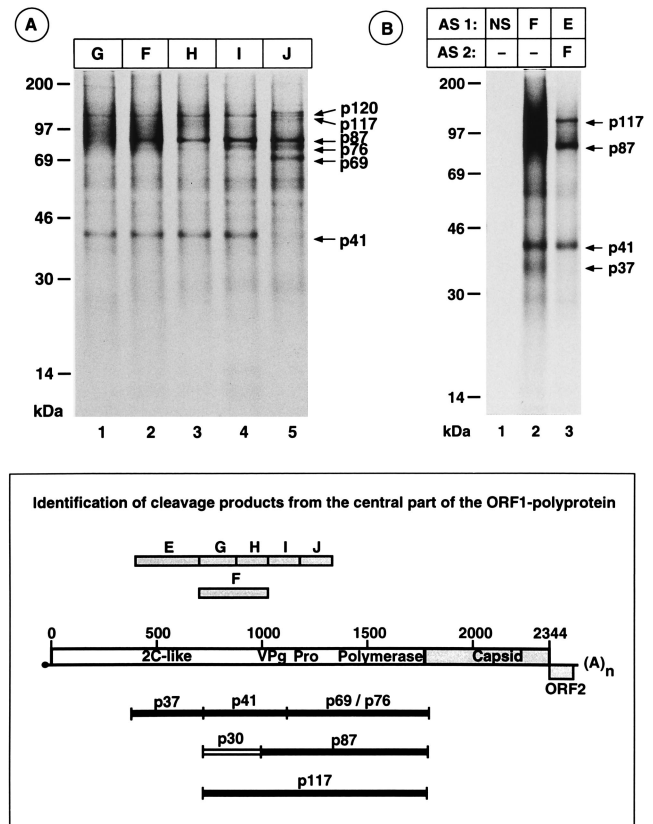 A
G F H I J
200
97
69
46
30
14
kDa
p120
p117
p87
p76
p69
p41
1 2 3 4 5
B
AS 1: NS F E
AS 2: – – F
200
97
69
46
30
14
p117
p87
p41
p37
kDa 1 2 3
Identification of cleavage products from the central part of the ORF1-polyprotein
E G H I J
F
0 500 1000 1500 2000 2344
2C-like VPg Pro Polymerase Capsid (A)n
ORF2
p37 p41 p69 / p76
p30 p87
p117